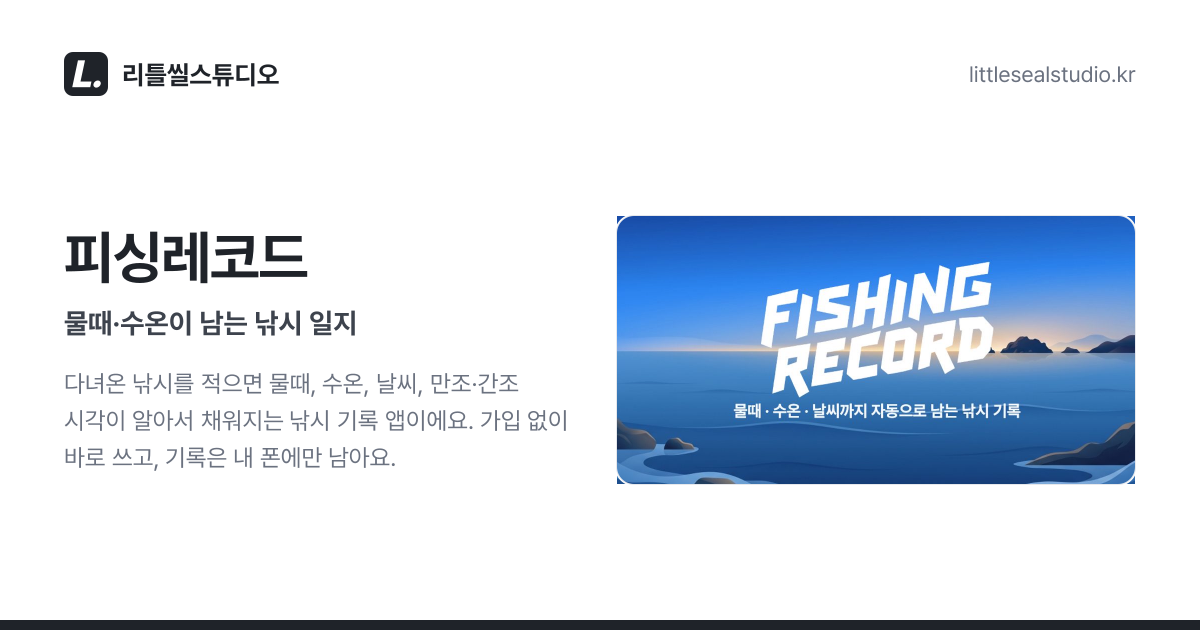 L. 리틀씰스튜디오
littlesealstudio.kr
피싱레코드
물때·수온이 남는 낚시 일지
다녀온 낚시를 적으면 물때, 수온, 날씨, 만조·간조
시각이 알아서 채워지는 낚시 기록 앱이에요. 가입 없이
바로 쓰고, 기록은 내 폰에만 남아요.
FISHING
RECORD
물때 · 수온 · 날씨까지 자동으로 남는 낚시 기록